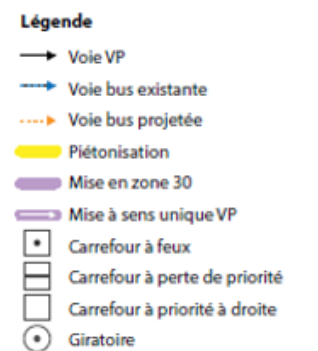 Légende
Voie VP
Voie bus existante
Voie bus projetée
Piétonisation
Mise en zone 30
Mise à sens unique VP
Carrefour à feux
Carrefour à perte de priorité
Carrefour à priorité à droite
Giratoire